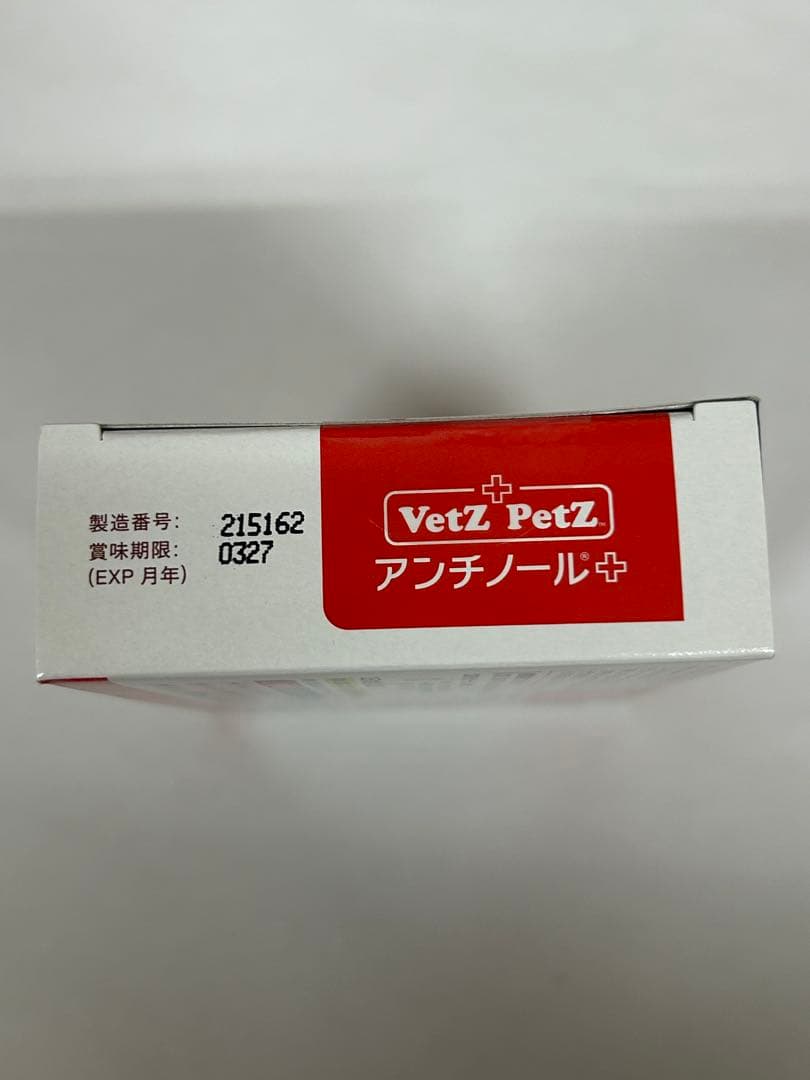 製造番号: 215162
賞味期限: 0327
(EXP 月年)
VetZ PetZ™
アンチノール®+